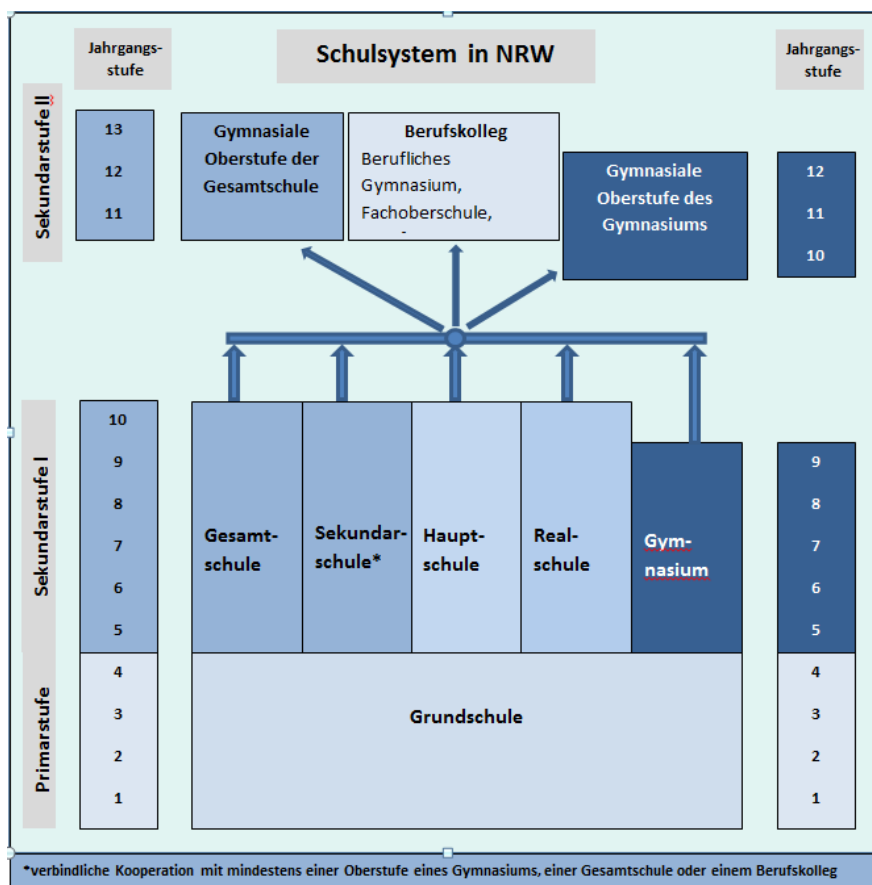 Jahrgangs-
stufe
Schulsystem in NRW
Jahrgangs-
stufe
Sekundarstufe II
13
12
11
Gymnasiale
Oberstufe der
Gesamtschule
Berufskolleg
Berufliches
Gymnasium,
Fachoberschule,
Gymnasiale
Oberstufe des
Gymnasiums
12
11
10
Sekundarstufe I
10
9
8
7
6
5
Gesamt-
schule
Sekundar-
schule*
Haupt-
schule
Real-
schule
Gym-
nasium
9
8
7
6
5
Primarstufe
4
3
2
1
Grundschule
4
3
2
1
*verbindliche Kooperation mit mindestens einer Oberstufe eines Gymnasiums, einer Gesamtschule oder einem Berufskolleg